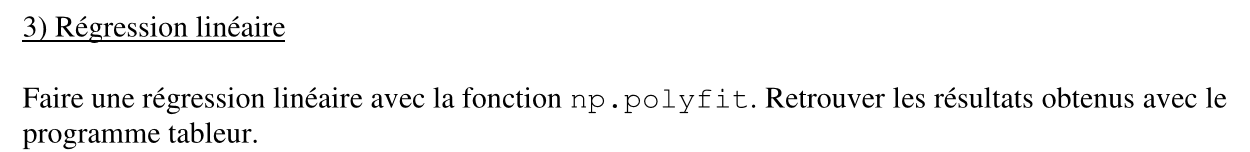 3) Régression linéaire
Faire une régression linéaire avec la fonction np.polyfit. Retrouver les résultats obtenus avec le
programme tableur.